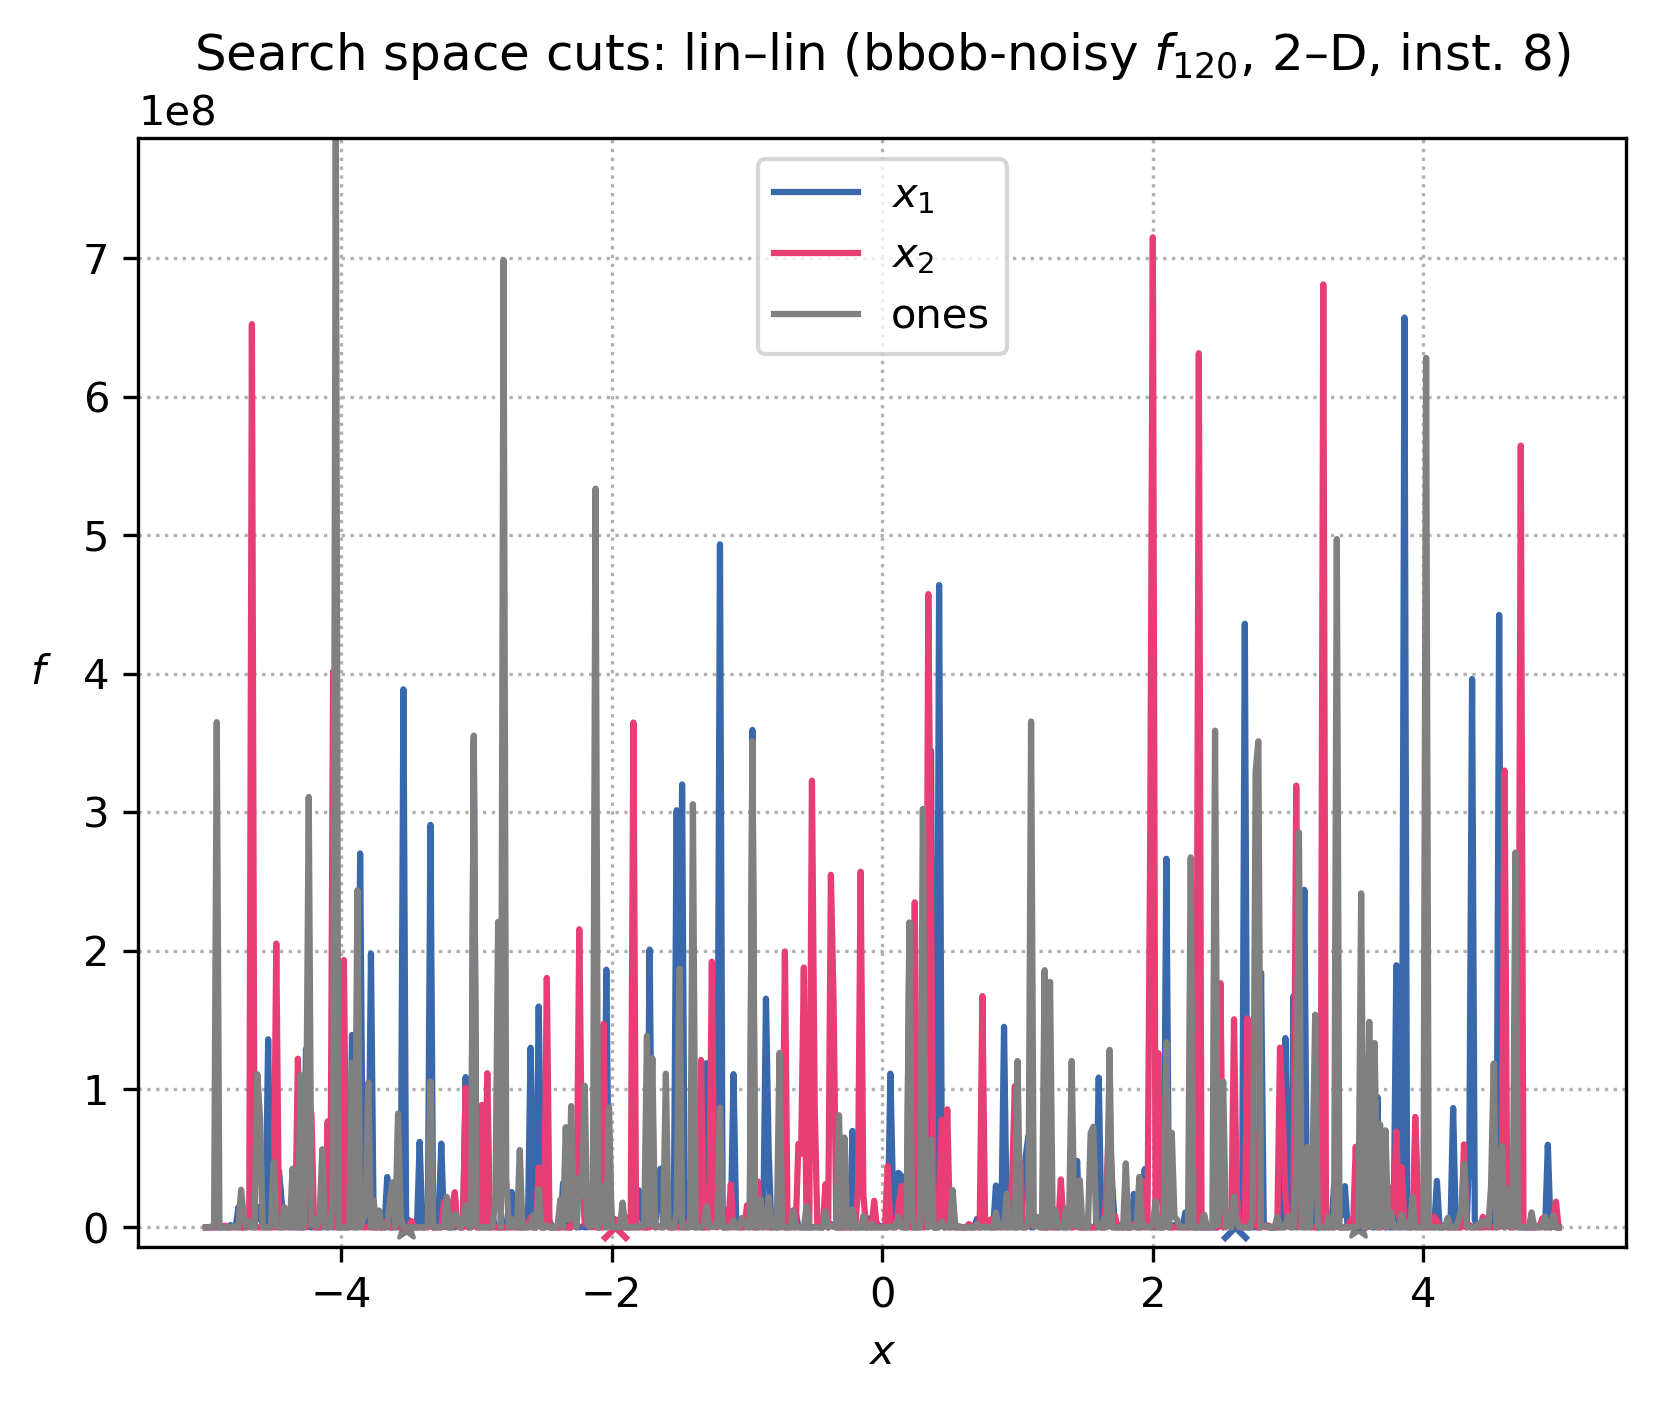 Search space cuts: lin–lin (bbob-noisy f120, 2–D, inst. 8)
1e8
x1
x2
ones
7
6
5
4
3
2
1
0
f
−4 −2 0 2 4
x